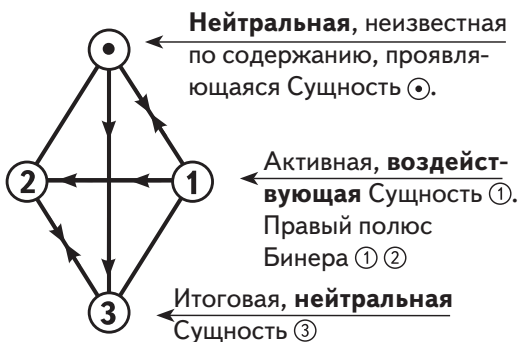 Нейтральная, неизвестная
по содержанию, проявля-
ющаяся Сущность ⊙.
2
1
Активная, воздейст-
вующая Сущность ①.
Правый полюс
Бинера ① ②
3
Итоговая, нейтральная
Сущность ③